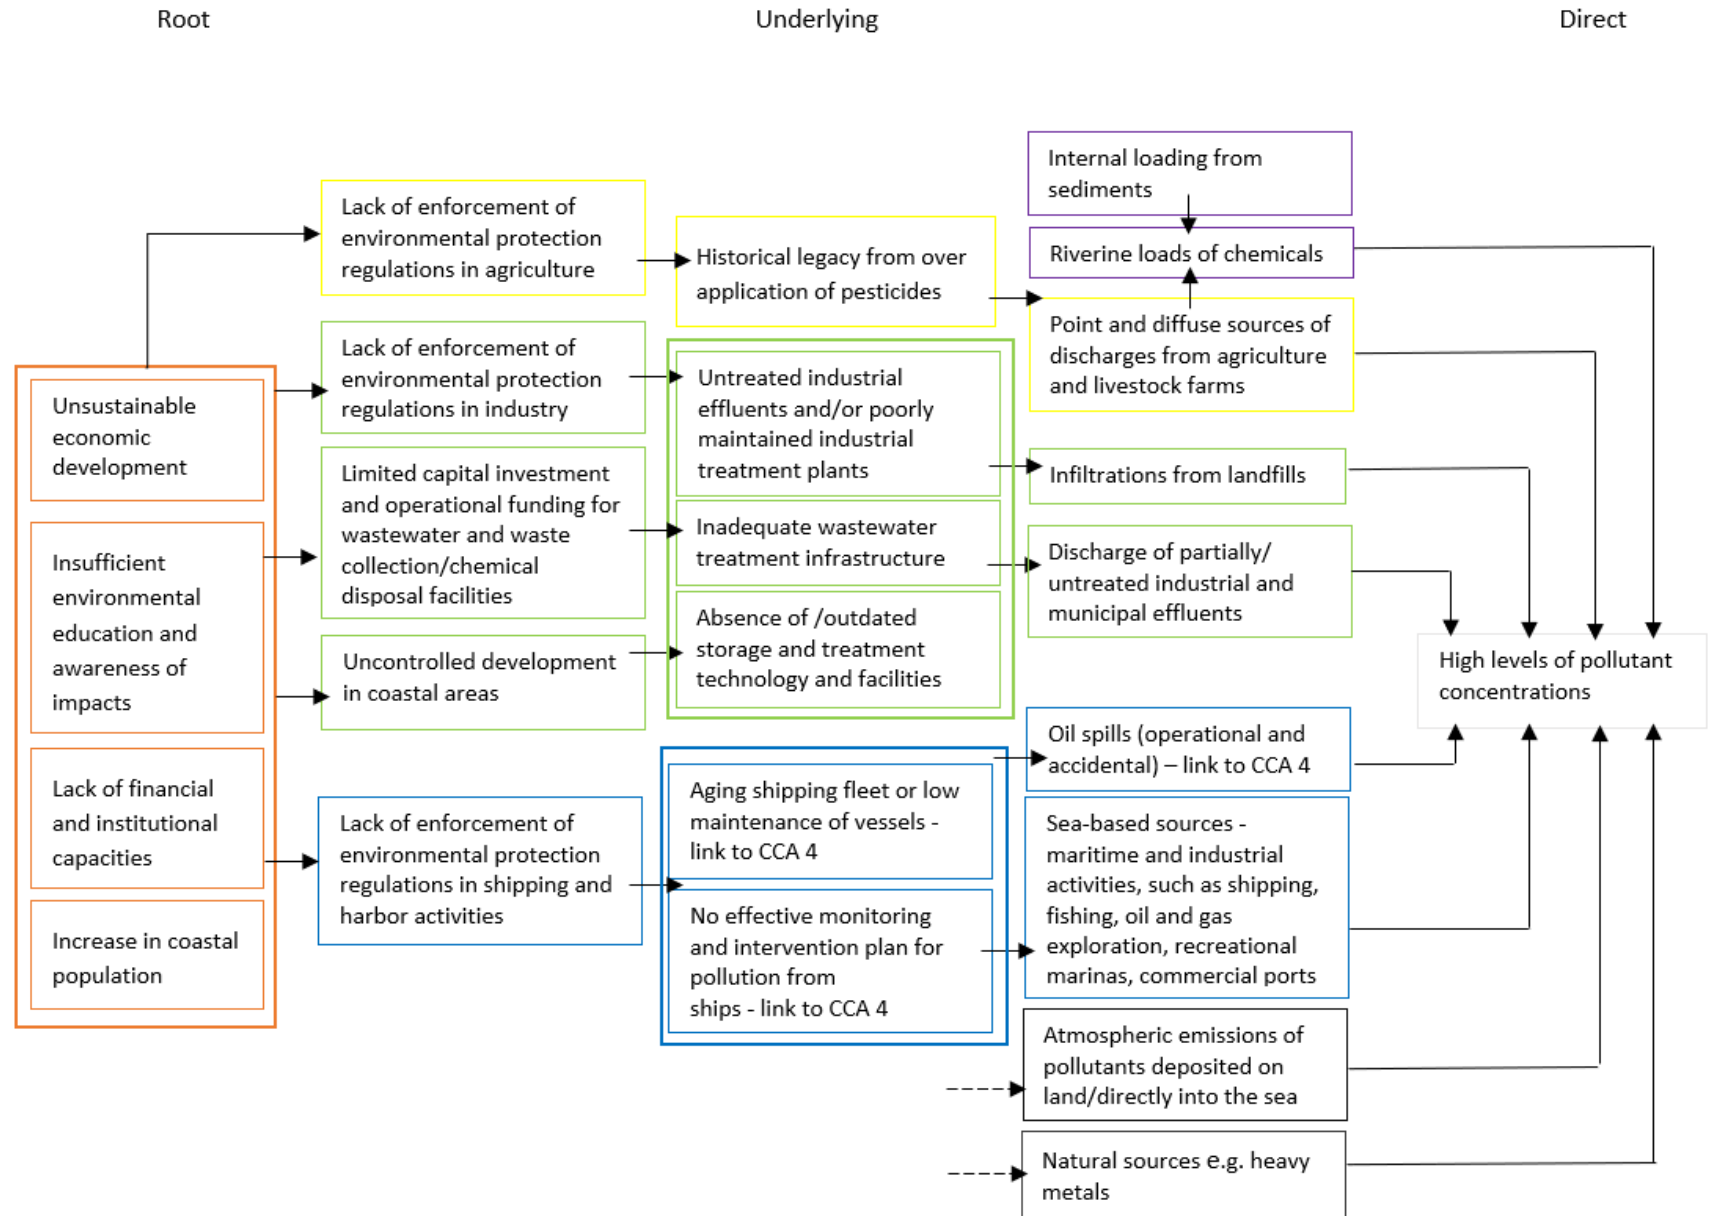 Root
Underlying
Direct
Unsustainable
economic
development
Insufficient
environmental
education and
awareness of
impacts
Lack of financial
and institutional
capacities
Increase in coastal
population
Lack of enforcement of
environmental protection
regulations in agriculture
Lack of enforcement of
environmental protection
regulations in industry
Limited capital investment
and operational funding for
wastewater and waste
collection/chemical
disposal facilities
Uncontrolled development
in coastal areas
Lack of enforcement of
environmental protection
regulations in shipping and
harbor activities
Historical legacy from over
application of pesticides
Untreated industrial
effluents and/or poorly
maintained industrial
treatment plants
Inadequate wastewater
treatment infrastructure
Absence of /outdated
storage and treatment
technology and facilities
Aging shipping fleet or low
maintenance of vessels -
link to CCA 4
No effective monitoring
and intervention plan for
pollution from
ships - link to CCA 4
Internal loading from
sediments
Riverine loads of chemicals
Point and diffuse sources of
discharges from agriculture
and livestock farms
Infiltrations from landfills
Discharge of partially/
untreated industrial and
municipal effluents
Oil spills (operational and
accidental) – link to CCA 4
Sea-based sources -
maritime and industrial
activities, such as shipping,
fishing, oil and gas
exploration, recreational
marinas, commercial ports
Atmospheric emissions of
pollutants deposited on
land/directly into the sea
Natural sources e.g. heavy
metals
High levels of pollutant
concentrations